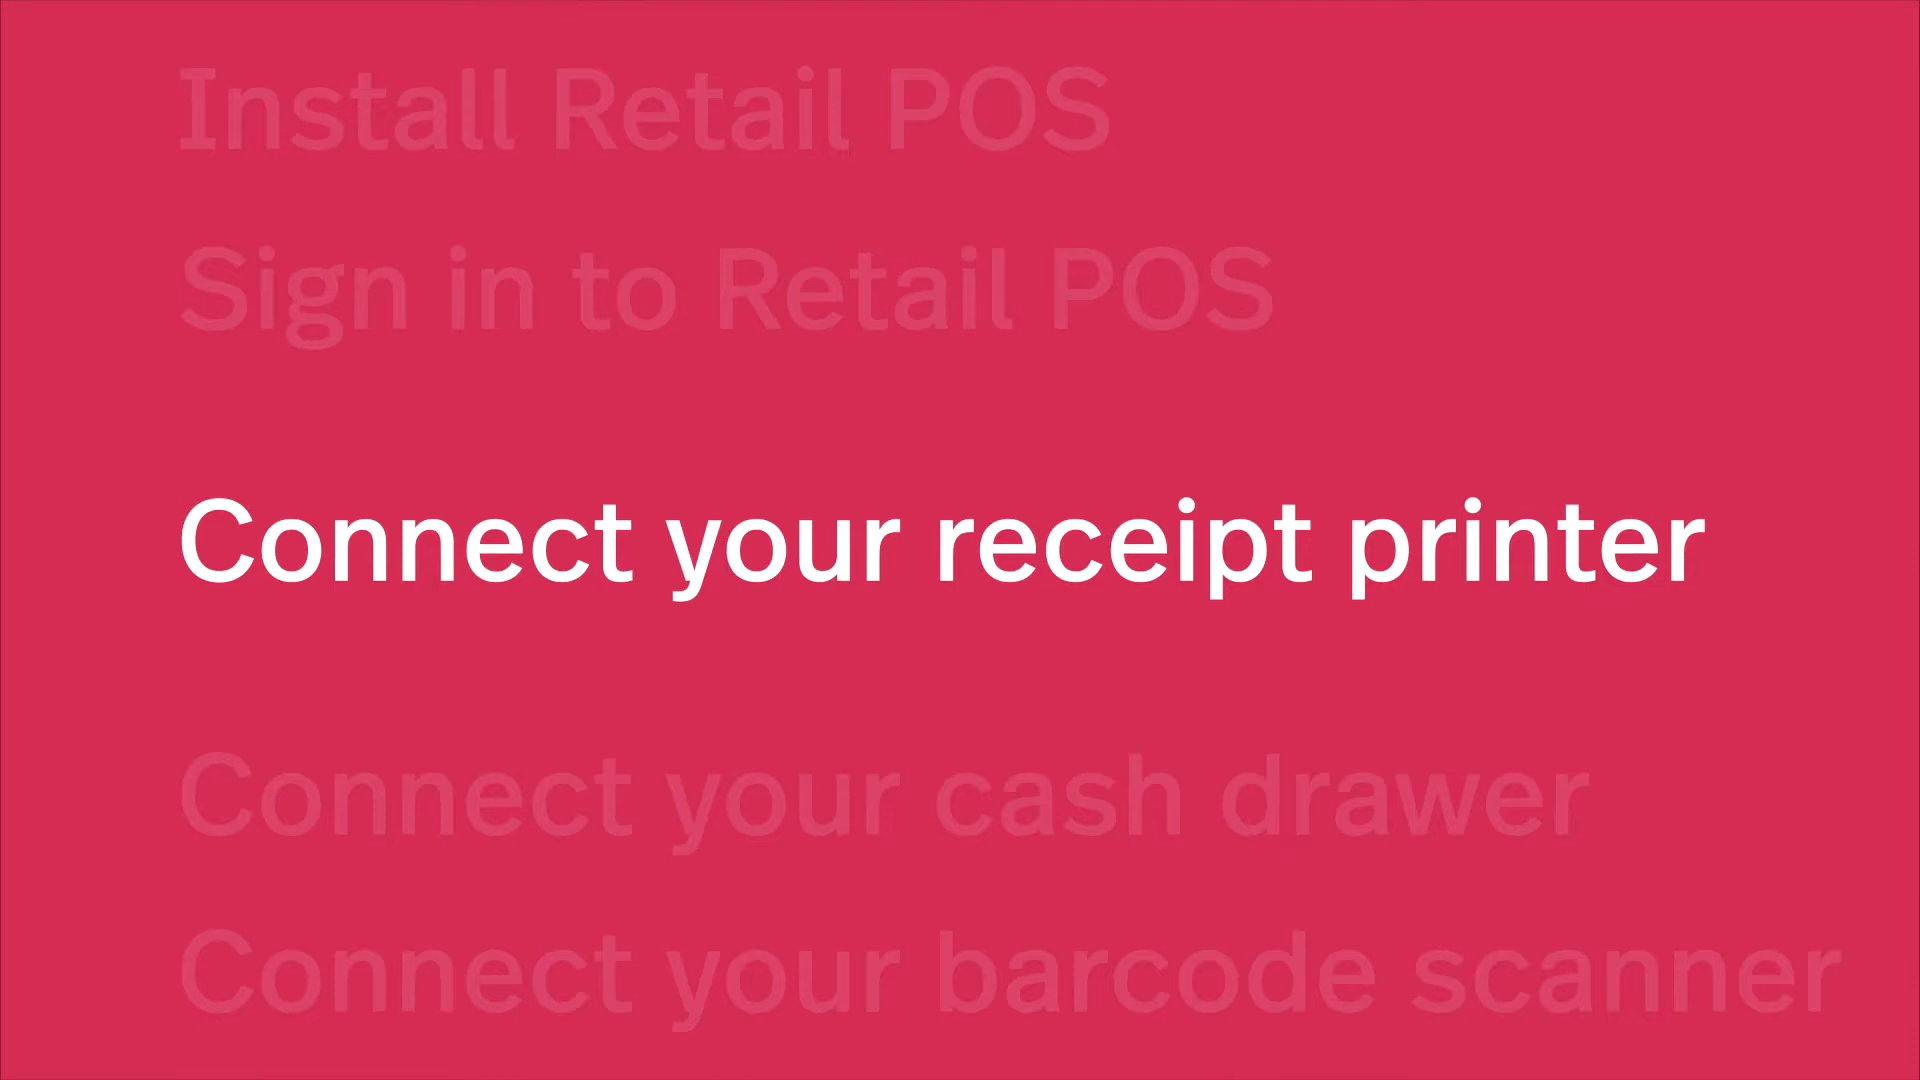 Install Retail POS
Sign in to Retail POS
Connect your receipt printer
Connect your cash drawer
Connect your barcode scanner